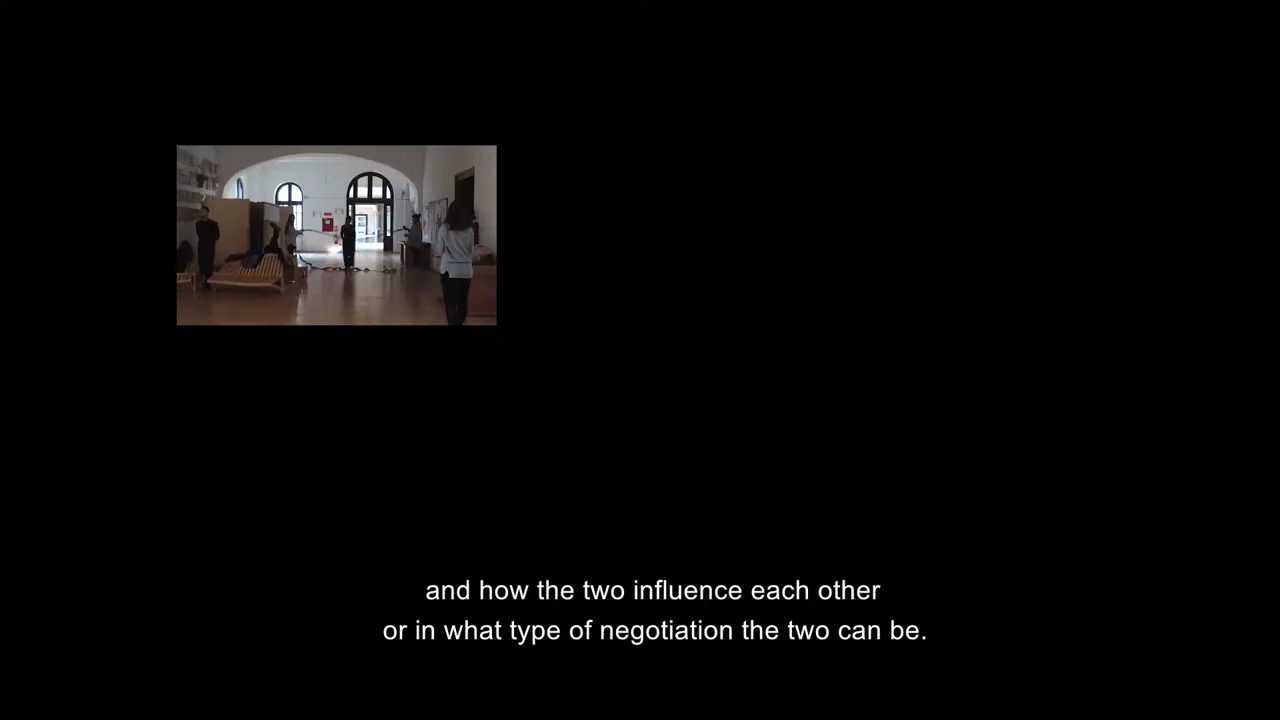 and how the two influence each other
or in what type of negotiation the two can be.